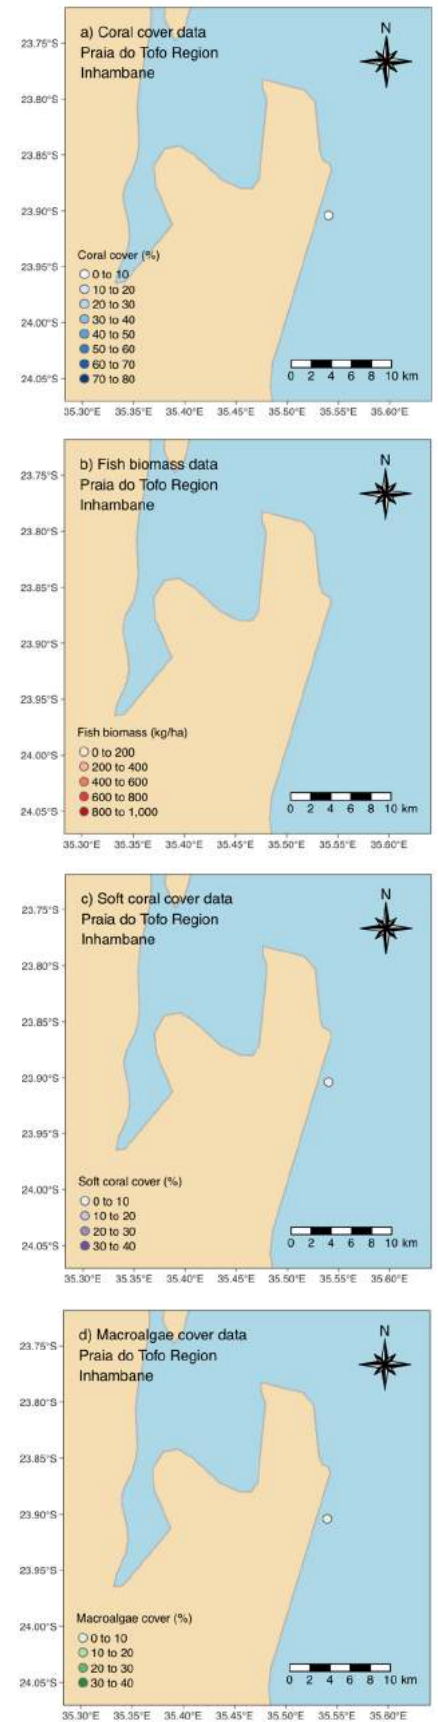 a) Coral cover data
Praia do Tofo Region
Inhambane
N
23.75°S
23.80°S
23.85°S
23.90°S
23.95°S
24.00°S
24.05°S
Coral cover (%)
0 to 10
10 to 20
20 to 30
30 to 40
40 to 50
50 to 60
60 to 70
70 to 80
0 2 4 6 8 10 km
35.30°E 35.35°E 35.40°E 35.45°E 35.50°E 35.55°E 35.60°E
b) Fish biomass data
Praia do Tofo Region
Inhambane
N
23.75°S
23.80°S
23.85°S
23.90°S
23.95°S
24.00°S
24.05°S
Fish biomass (kg/ha)
0 to 200
200 to 400
400 to 600
600 to 800
800 to 1,000
0 2 4 6 8 10 km
35.30°E 35.35°E 35.40°E 35.45°E 35.50°E 35.55°E 35.60°E
c) Soft coral cover data
Praia do Tofo Region
Inhambane
N
23.75°S
23.80°S
23.85°S
23.90°S
23.95°S
24.00°S
24.05°S
Soft coral cover (%)
0 to 10
10 to 20
20 to 30
30 to 40
0 2 4 6 8 10 km
35.30°E 35.35°E 35.40°E 35.45°E 35.50°E 35.55°E 35.60°E
d) Macroalgae cover data
Praia do Tofo Region
Inhambane
N
23.75°S
23.80°S
23.85°S
23.90°S
23.95°S
24.00°S
24.05°S
Macroalgae cover (%)
0 to 10
10 to 20
20 to 30
30 to 40
0 2 4 6 8 10 km
35.30°E 35.35°E 35.40°E 35.45°E 35.50°E 35.55°E 35.60°E